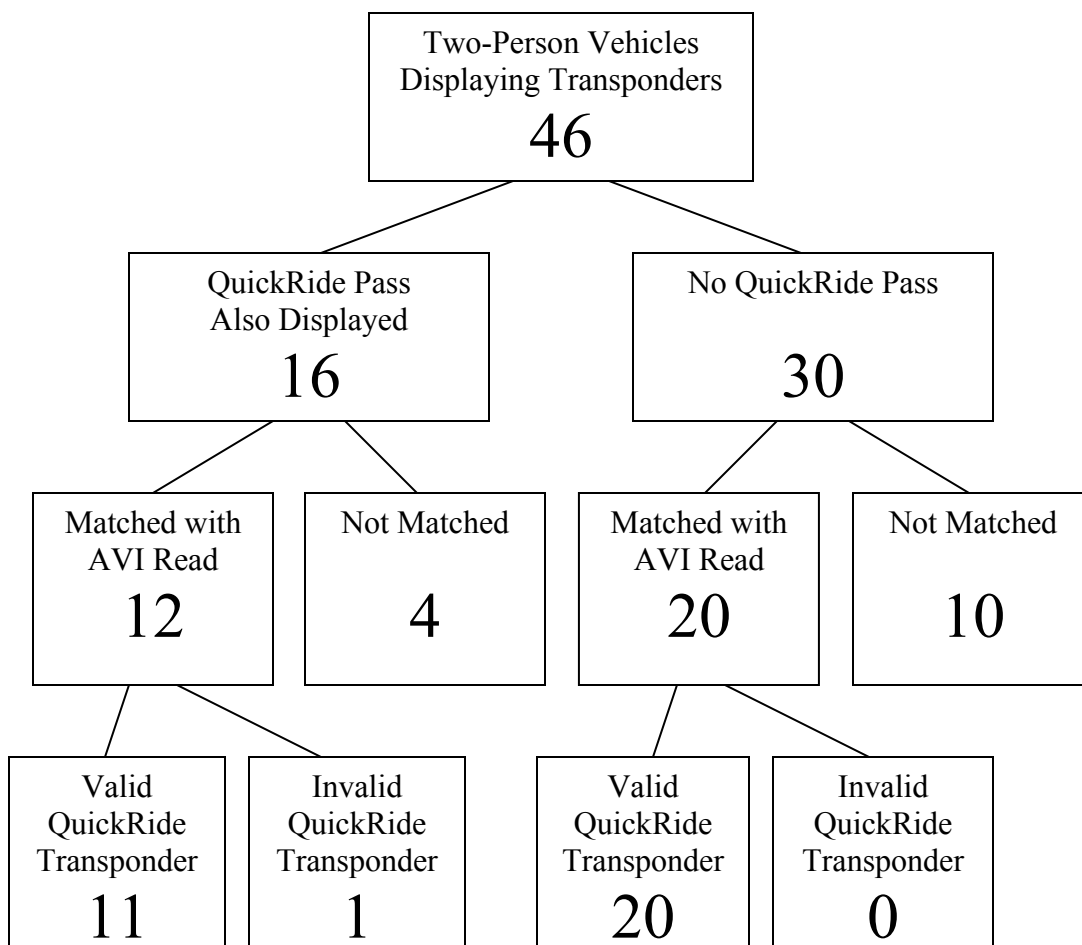 Two-Person Vehicles
Displaying Transponders
46
QuickRide Pass
Also Displayed
16
No QuickRide Pass
30
Matched with
AVI Read
12
Not Matched
4
Matched with
AVI Read
20
Not Matched
10
Valid
QuickRide
Transponder
11
Invalid
QuickRide
Transponder
1
Valid
QuickRide
Transponder
20
Invalid
QuickRide
Transponder
0